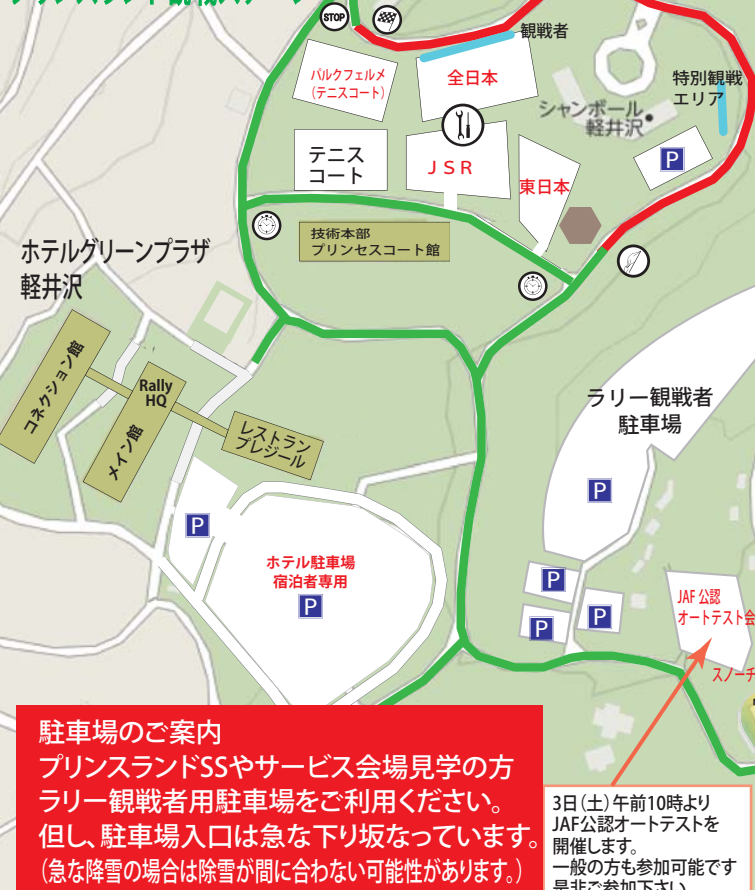 STOP
観戦者
パルクフェルメ
(テニスコート)
全日本
特別観戦
エリア
シャンボール
軽井沢
P
テニス
コート
JSR
東日本
技術本部
プリンセスコート館
ホテルグリーンプラザ
軽井沢
コネクション館
Rally
HQ
メイン館
レストラン
プレジール
ラリー観戦者
駐車場
P
P
ホテル駐車場
宿泊者専用
P
P
P
P
JAF 公認
オートテスト会
スノーチ
駐車場のご案内
プリンスランドSSやサービス会場見学の方
ラリー観戦者用駐車場をご利用ください。
但し、駐車場入口は急な下り坂なっています。
(急な降雪の場合は除雪が間に合わない可能性があります。)
3日(土)午前10時より
JAF公認オートテストを
開催します。
一般の方も参加可能です
是非ご参加下さい